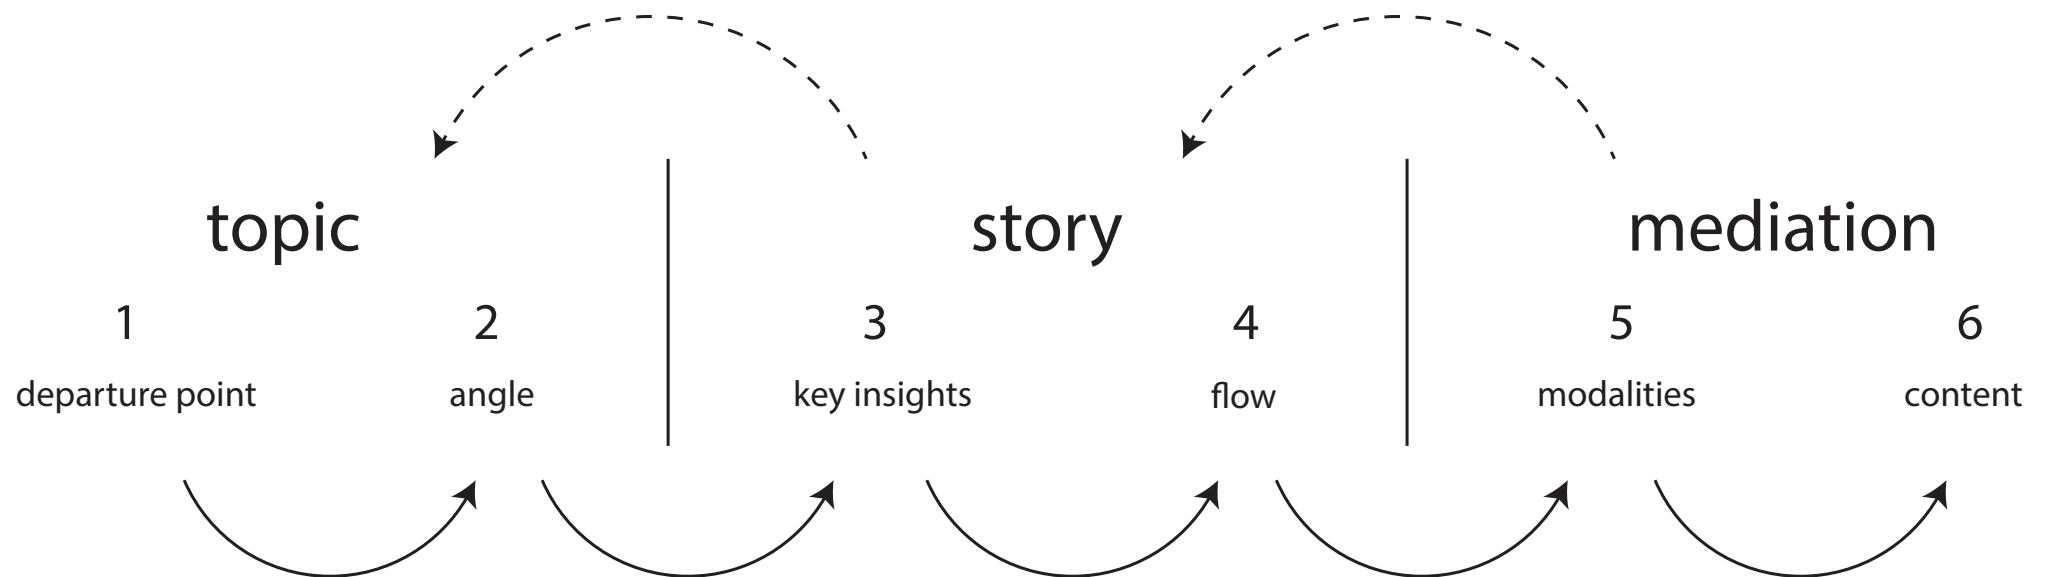 topic
story
mediation
1
2
3
4
5
6
departure point
angle
key insights
flow
modalities
content